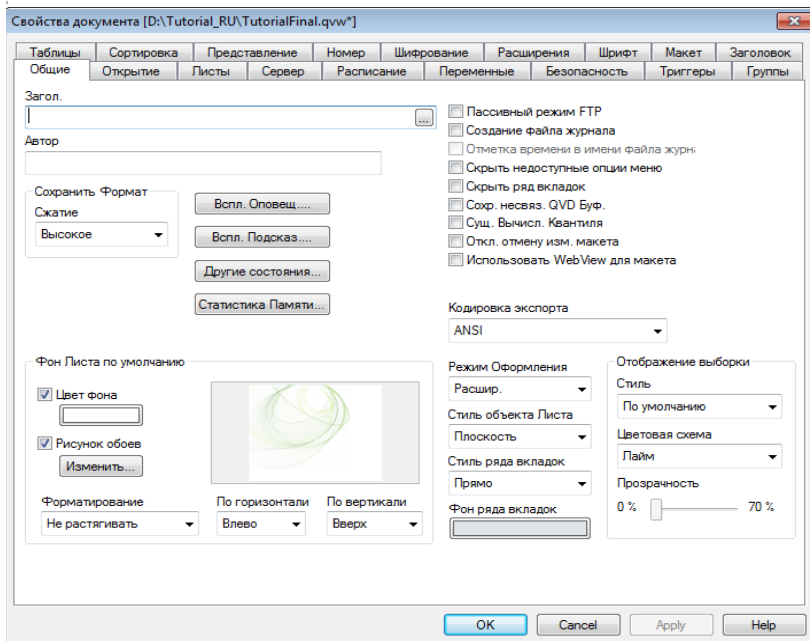 Свойства документа [D:\Tutorial_RU\TutorialFinal.qvw*]
Таблицы Сортировка Представление Номер Шифрование Расширения Шрифт Макет Заголовок
Общие Открытие Листы Сервер Расписание Переменные Безопасность Триггеры Группы
Загол.
...
Автор
Сохранить Формат
Сжатие
Высокое
Вспл. Оповещ....
Вспл. Подсказ....
Другие состояния...
Статистика Памяти...
Пассивный режим FTP
Создание файла журнала
Отметка времени в имени файла журна
Скрыть недоступные опции меню
Скрыть ряд вкладок
Сохр. несвяз. QVD Буф.
Сущ. Вычисл. Квантиля
Откл. отмену изм. макета
Использовать WebView для макета
Кодировка экспорта
ANSI
Фон Листа по умолчанию
Цвет фона
Рисунок обоев
Изменить...
Форматирование
Не растягивать
По горизонтали
Влево
По вертикали
Вверх
Режим Оформления
Расшир.
Стиль объекта Листа
Плоскость
Стиль ряда вкладок
Прямо
Фон ряда вкладок
Отображение выборки
Стиль
По умолчанию
Цветовая схема
Лайм
Прозрачность
0 % 70 %
OK Cancel Apply Help